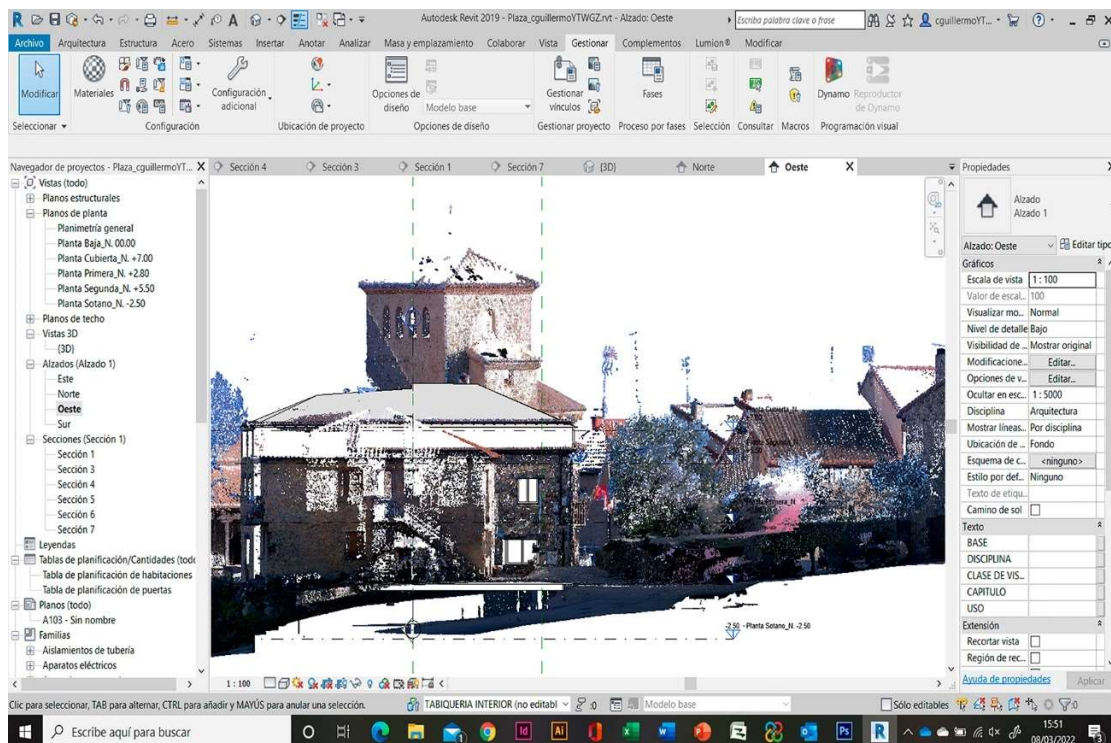 Autodesk Revit 2019 - Plaza_cguillermoYTWGZ.rvt - Alzado: Oeste
Escriba palabra clave o frase
cguillermoYT...
Archivo Arquitectura Estructura Acero Sistemas Insertar Anotar Analizar Masa y emplazamiento Colaborar Vista Gestionar Complementos Lumion® Modificar
Modificar
Materiales
Configuración adicional
Opciones de diseño
Modelo base
Gestionar vínculos
Fases
Dynamo
Reproductor de Dynamo
Seleccionar
Configuración
Ubicación de proyecto
Opciones de diseño
Gestionar proyecto
Proceso por fases
Selección
Consultar
Macros
Programación visual
Navegador de proyectos - Plaza_cguillermoYT...
Vistas (todo)
Planos estructurales
Planos de planta
Planimetría general
Planta Baja_N. 00.00
Planta Cubierta_N. +7.00
Planta Primera_N. +2.80
Planta Segunda_N. +5.50
Planta Sotano_N. -2.50
Planos de techo
Vistas 3D
{3D}
Alzados (Alzado 1)
Este
Norte
Oeste
Sur
Secciones (Sección 1)
Sección 1
Sección 3
Sección 4
Sección 5
Sección 6
Sección 7
Leyendas
Tablas de planificación/Cantidades (todo
Tabla de planificación de habitaciones
Tabla de planificación de puertas
Planos (todo)
A103 - Sin nombre
Familias
Aislamientos de tubería
Aparatos eléctricos
Sección 4 Sección 3 Sección 1 Sección 7 {3D} Norte Oeste
-2.50 - Planta Sotano_N. -2.50
1 : 100
Propiedades
Alzado
Alzado 1
Alzado: Oeste
Editar tipo
Gráficos
Escala de vista 1 : 100
Valor de escal... 100
Visualizar mo... Normal
Nivel de detalle Bajo
Visibilidad de ... Mostrar original
Modificacione... Editar...
Opciones de v... Editar...
Ocultar en esc... 1 : 5000
Disciplina Arquitectura
Mostrar líneas... Por disciplina
Ubicación de ... Fondo
Esquema de c... <ninguno>
Estilo por def... Ninguno
Texto de etiqu...
Camino de sol
Texto
BASE
DISCIPLINA
CLASE DE VIS...
CAPITULO
USO
Extensión
Recortar vista
Región de rec...
Ayuda de propiedades
Aplicar
Clic para seleccionar, TAB para alternar, CTRL para añadir y MAYÚS para anular una selección.
TABIQUERIA INTERIOR (no editabl
:0
Modelo base
Sólo editables
:0
Escribe aquí para buscar
15:51
08/03/2022